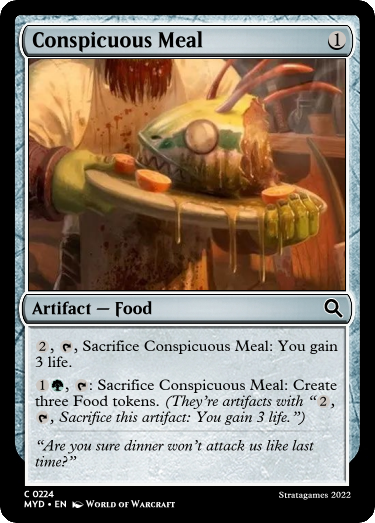 Conspicuous Meal 1
Artifact — Food
2, T, Sacrifice Conspicuous Meal: You gain
3 life.
1G, T: Sacrifice Conspicuous Meal: Create
three Food tokens. (They're artifacts with “2,
T, Sacrifice this artifact: You gain 3 life.”)
“Are you sure dinner won't attack us like last
time?”
C 0224
MYD • EN World of Warcraft
Stratagames 2022